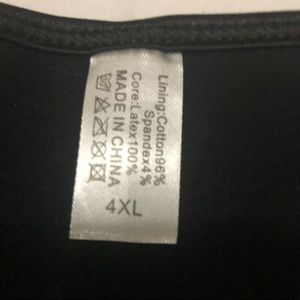 Lining:Cotton96%
Spandex4%
Core:Latex100%
MADE IN CHINA
4XL